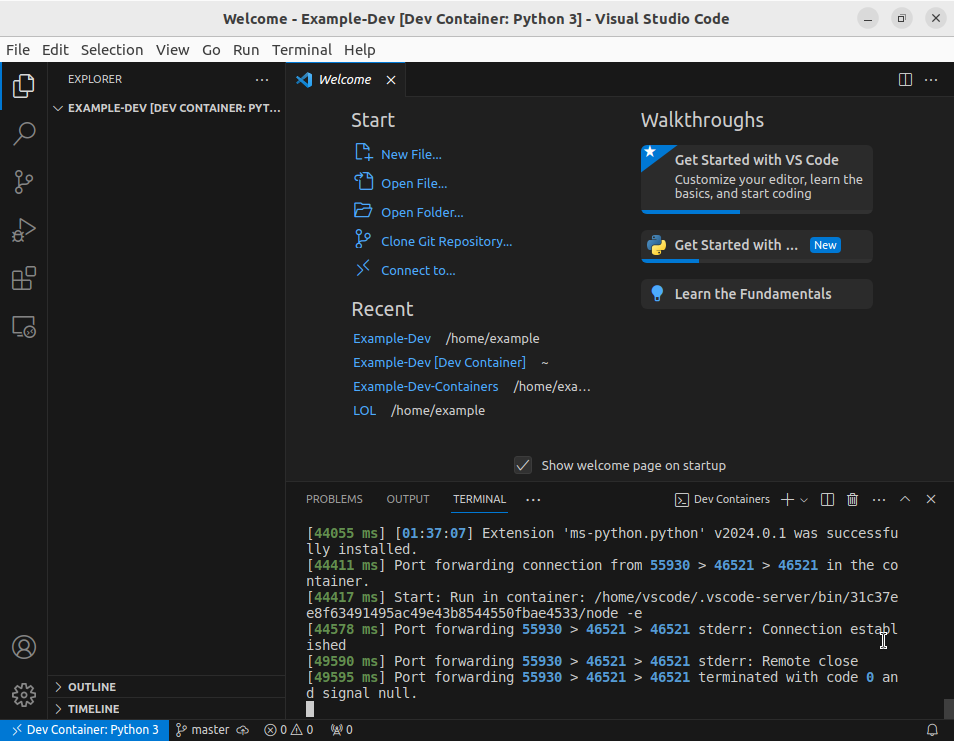 Welcome - Example-Dev [Dev Container: Python 3] - Visual Studio Code
File Edit Selection View Go Run Terminal Help
EXPLORER
EXAMPLE-DEV [DEV CONTAINER: PYT...
OUTLINE
TIMELINE
Welcome
Start
New File...
Open File...
Open Folder...
Clone Git Repository...
Connect to...
Recent
Example-Dev /home/example
Example-Dev [Dev Container] ~
Example-Dev-Containers /home/exa...
LOL /home/example
Walkthroughs
Get Started with VS Code
Customize your editor, learn the
basics, and start coding
Get Started with ... New
Learn the Fundamentals
Show welcome page on startup
PROBLEMS OUTPUT TERMINAL ... Dev Containers
[44055 ms] [01:37:07] Extension 'ms-python.python' v2024.0.1 was successfu
lly installed.
[44411 ms] Port forwarding connection from 55930 > 46521 > 46521 in the co
ntainer.
[44417 ms] Start: Run in container: /home/vscode/.vscode-server/bin/31c37e
e8f63491495ac49e43b8544550fbae4533/node -e
[44578 ms] Port forwarding 55930 > 46521 > 46521 stderr: Connection establ
ished
[49590 ms] Port forwarding 55930 > 46521 > 46521 stderr: Remote close
[49595 ms] Port forwarding 55930 > 46521 > 46521 terminated with code 0 an
d signal null.
Dev Container: Python 3 master 0 0 0